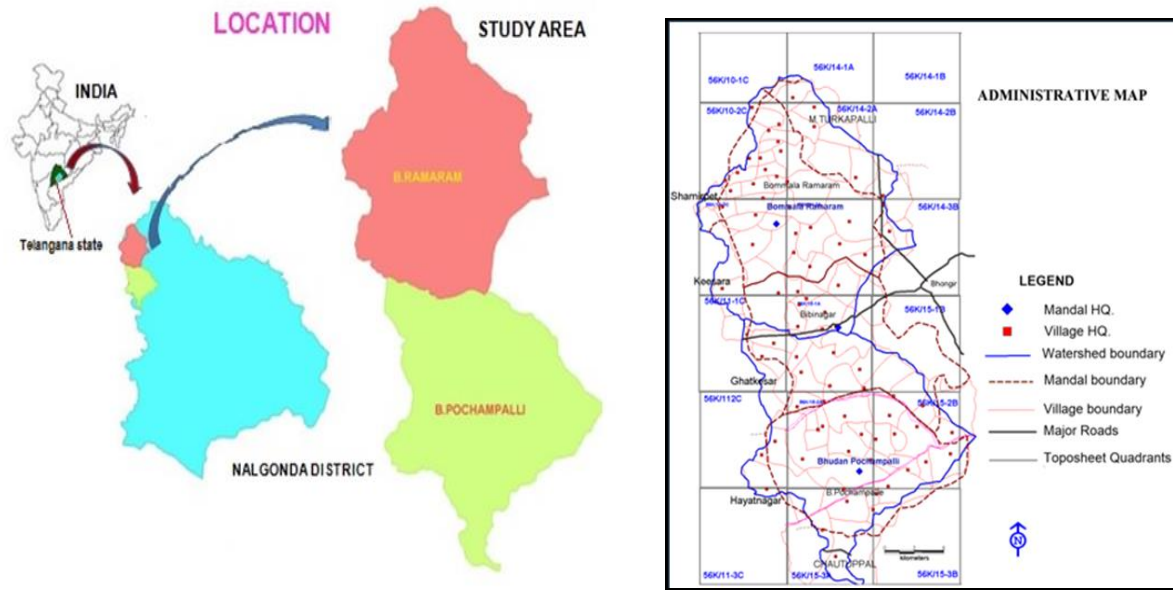 LOCATION
STUDY AREA
INDIA
Telangana state
B.RAMARAM
B.POCHAMPALLI
NALGONDA DISTRICT
ADMINISTRATIVE MAP
56K/10-1C
56K/14-1A
56K/14-1B
56K/10-2C
56K/14-2A
56K/14-2B
M.TURKAPALLI
Bommala Ramaram
Shamirpet
Bommala Ramaram
56K/14-3B
Keesara
Bhongir
56K/11-1C
56K/15-1B
Bibinagar
Ghatkesar
56K/112C
56K/15-2B
Bhudan Pochampalli
B.Pochampalle
Hayatnagar
CHAUTUPPAL
56K/11-3C
56K/15-3A
56K/15-3B
kilometers
LEGEND
Mandal HQ.
Village HQ.
Watershed boundary
Mandal boundary
Village boundary
Major Roads
Toposheet Quadrants
N